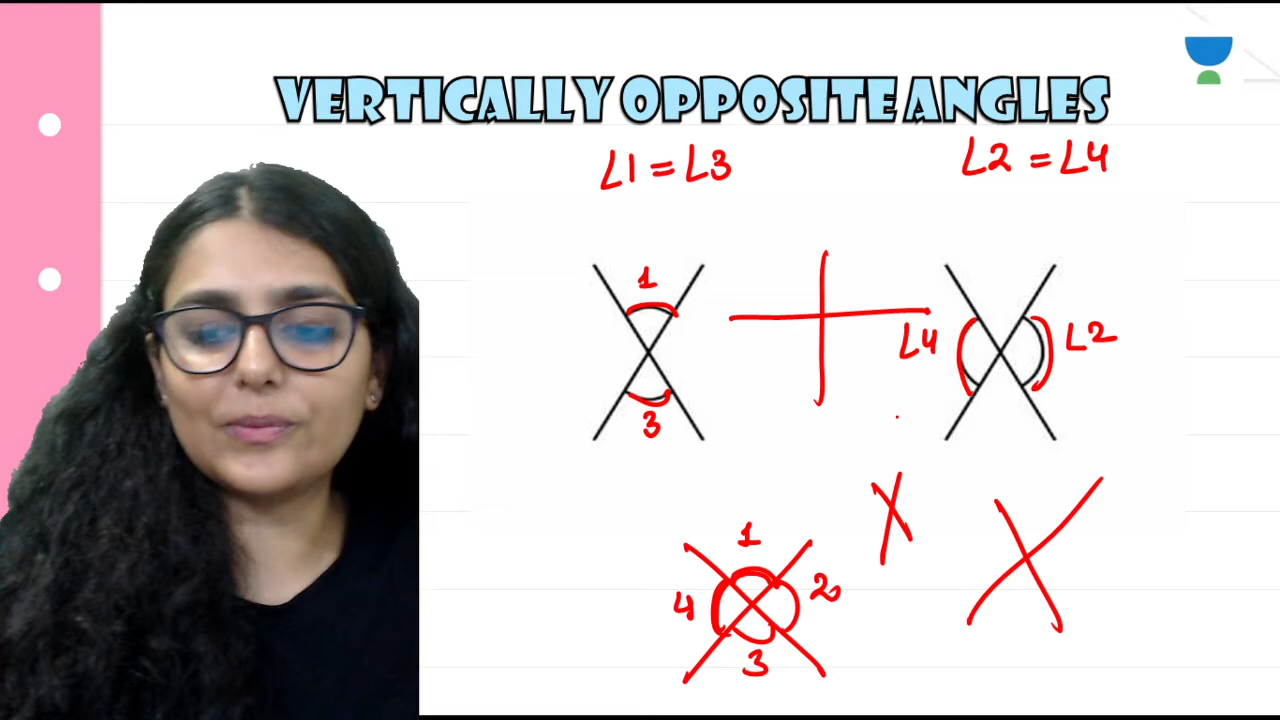 VERTICALLY OPPOSITE ANGLES
∠1 = ∠3
∠2 = ∠4
1
3
∠4
∠2
1
4
2
3